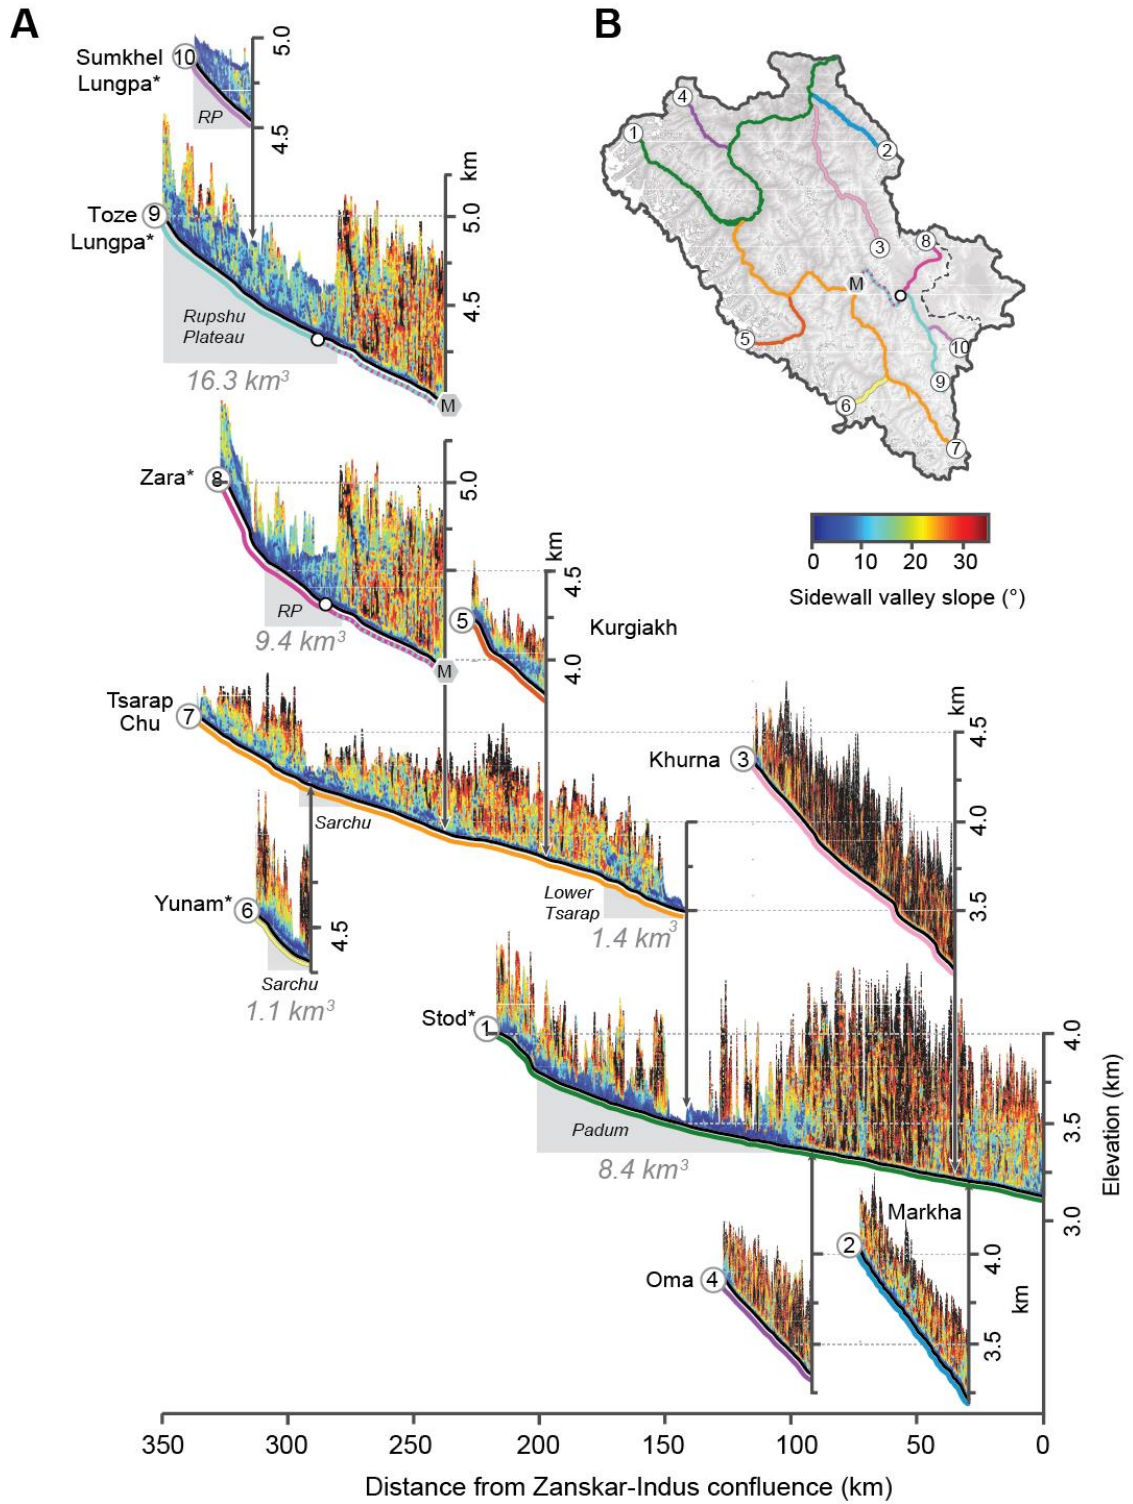 A
B
Sumkhel
Lungpa*
10
RP
5.0
4.5
Toze
Lungpa*
9
km
5.0
4.5
Rupshu
Plateau
16.3 km³
M
Zara*
8
5.0
RP
9.4 km³
M
km
4.5
4.0
5
Kurgiakh
Tsarap
Chu
7
Sarchu
Lower
Tsarap
1.4 km³
Yunam*
6
4.5
Sarchu
1.1 km³
Khurna
3
km
4.5
4.0
3.5
Stod*
1
Padum
8.4 km³
4.0
3.5
3.0
Elevation (km)
Oma
4
Markha
2
4.0
3.5
km
350 300 250 200 150 100 50 0
Distance from Zanskar-Indus confluence (km)
4
1
2
3
8
M
5
10
9
6
7
0 10 20 30
Sidewall valley slope (°)